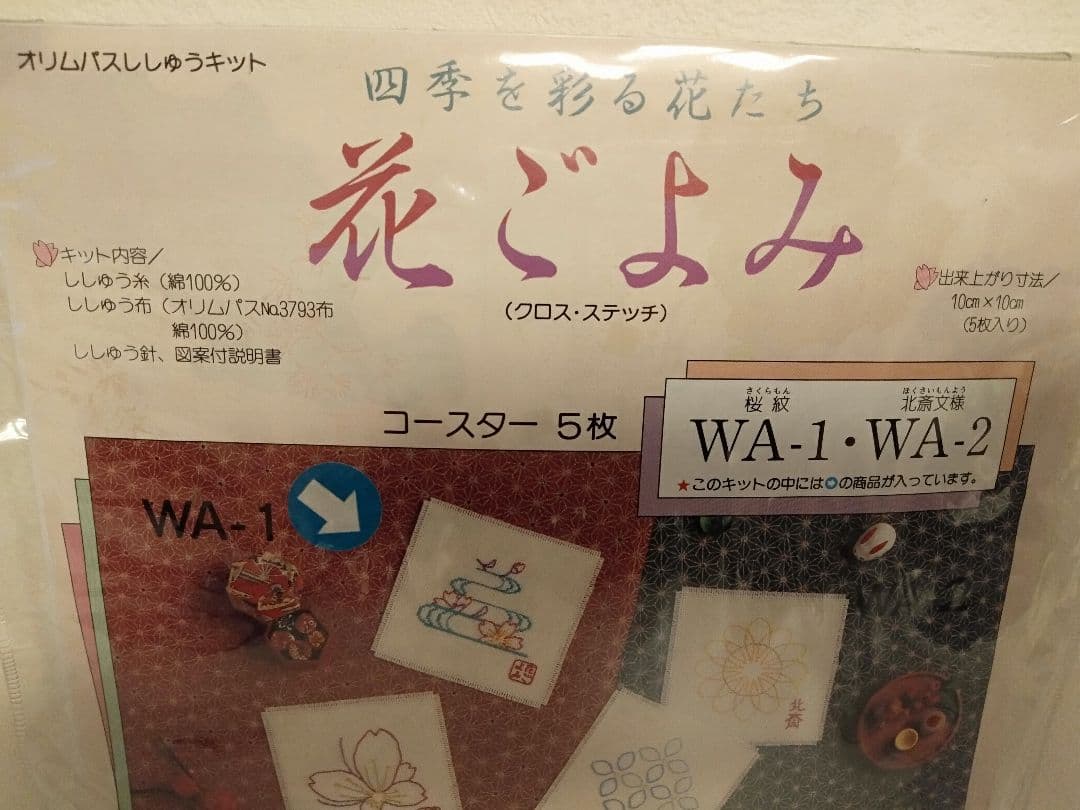 オリムパスししゅうキット
四季を彩る花たち
花ごよみ
(クロス・ステッチ)
キット内容/
ししゅう糸(綿100%)
ししゅう布(オリムパス№3793布
綿100%)
ししゅう針、図案付説明書
出来上がり寸法/
10㎝×10㎝
(5枚入り)
コースター 5枚
さくらもん ほくさいもんよう
桜紋 北斎文様
WA-1・WA-2
★このキットの中には➡の商品が入っています。
WA-1
WA-2
花ごよみ
北斎